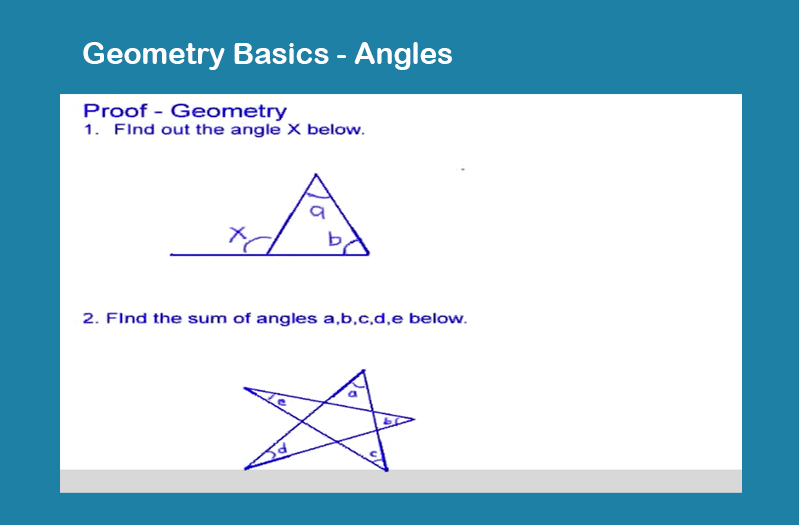 Geometry Basics - Angles
Proof - Geometry
1. FInd out the angle X below.
a
X
b
2. FInd the sum of angles a,b,c,d,e below.
a
e
b
d
c